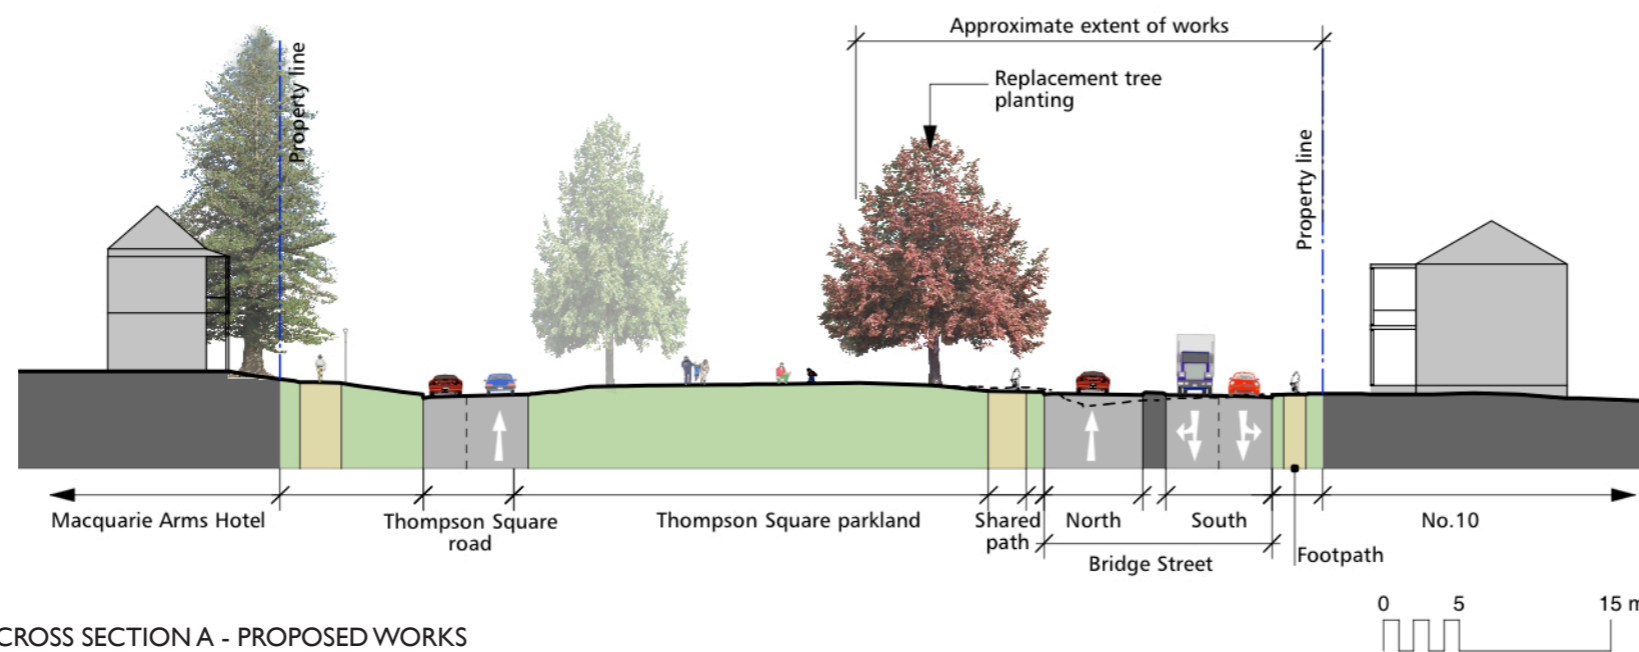 Approximate extent of works
Replacement tree
planting
Property line
Property line
Macquarie Arms Hotel
Thompson Square
road
Thompson Square parkland
Shared
path
North
South
No.10
Bridge Street
Footpath
0 5 15 m
CROSS SECTION A - PROPOSED WORKS